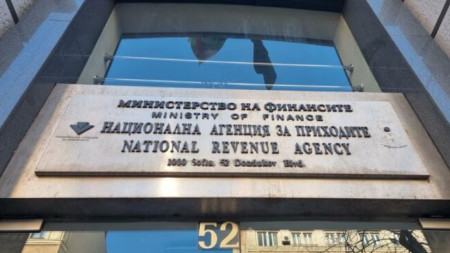 МИНИСТЕРСТВО НА ФИНАНСИТЕ
MINISTRY OF FINANCE
НАЦИОНАЛНА АГЕНЦИЯ ЗА ПРИХОДИТЕ
NATIONAL REVENUE AGENCY
1000 Sofia 52 Dondukov Blvd.
52